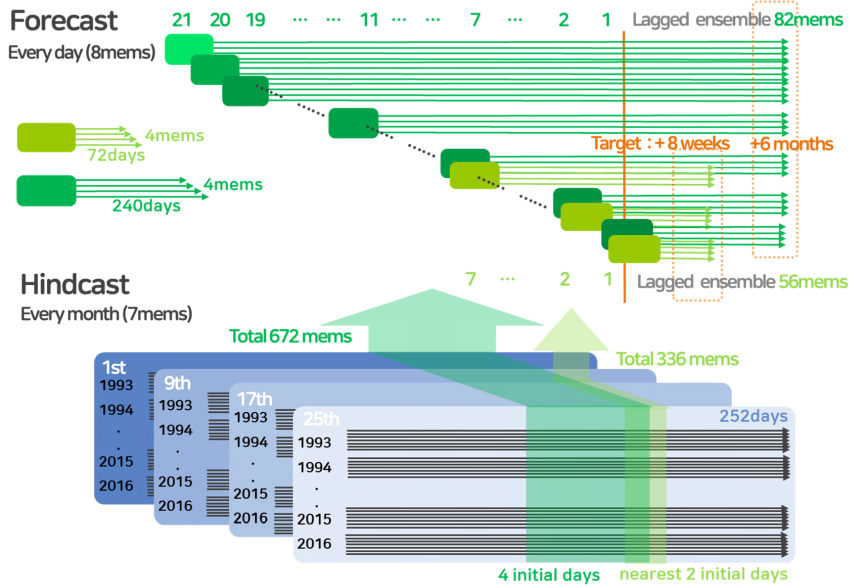 Forecast
21 20 19 ... ... 11 ... ... 7 ... 2 1 Lagged ensemble 82mems
Every day (8mems)
4mems
72days
Target : + 8 weeks +6 months
4mems
240days
Hindcast
7 ... 2 1 Lagged ensemble 56mems
Every month (7mems)
Total 672 mems
Total 336 mems
1st
1993
1994
.
.
2015
2016
9th
1993
1994
.
.
2015
2016
17th
1993
1994
.
.
2015
2016
25th
252days
1993
1994
.
.
2015
2016
4 initial days nearest 2 initial days